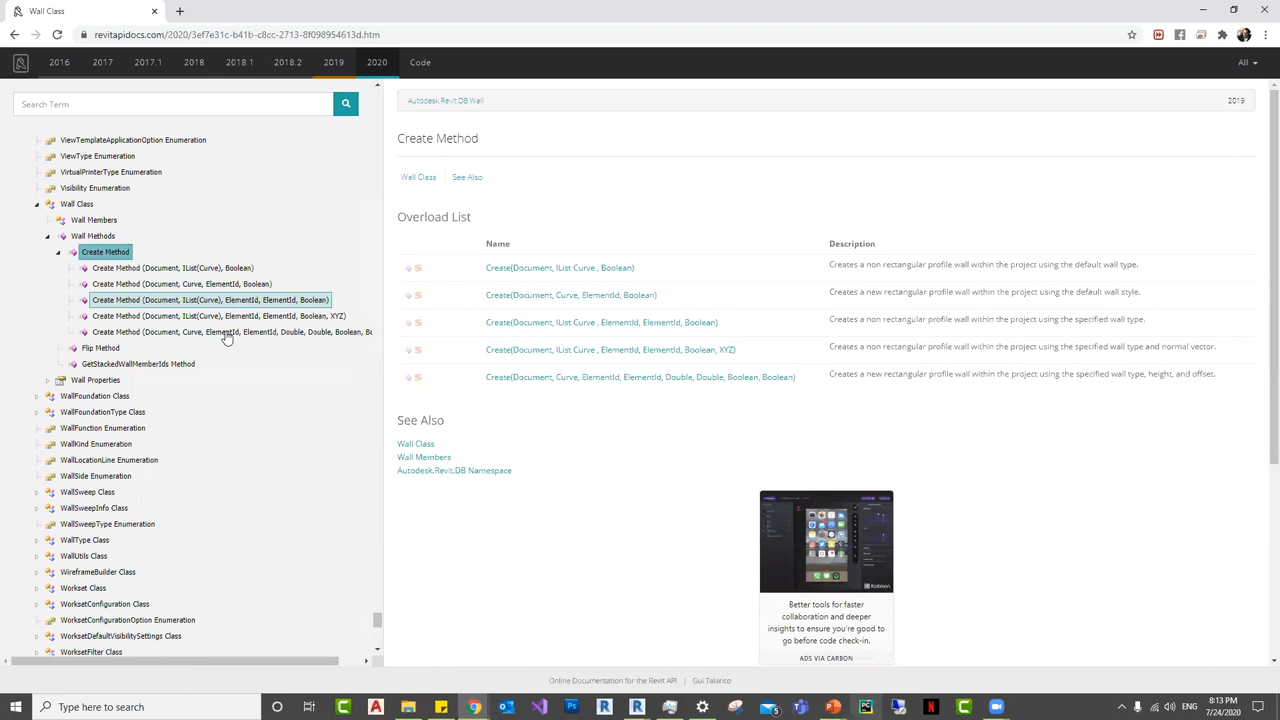 Wall Class
revitapidocs.com/2020/3ef7e31c-b41b-c8cc-2713-8f098954613d.htm
2016 2017 2017.1 2018 2018.1 2018.2 2019 2020 Code All
Search Term
ViewTemplateApplicationOption Enumeration
ViewType Enumeration
VirtualPrinterType Enumeration
Visibility Enumeration
Wall Class
Wall Members
Wall Methods
Create Method
Create Method (Document, IList(Curve), Boolean)
Create Method (Document, Curve, ElementId, Boolean)
Create Method (Document, IList(Curve), ElementId, ElementId, Boolean)
Create Method (Document, IList(Curve), ElementId, ElementId, Boolean, XYZ)
Create Method (Document, Curve, ElementId, ElementId, Double, Double, Boolean, Bo
Flip Method
GetStackedWallMemberIds Method
Wall Properties
WallFoundation Class
WallFoundationType Class
WallFunction Enumeration
WallKind Enumeration
WallLocationLine Enumeration
WallSide Enumeration
WallSweep Class
WallSweepInfo Class
WallSweepType Enumeration
WallType Class
WallUtils Class
WireframeBuilder Class
Workset Class
WorksetConfiguration Class
WorksetConfigurationOption Enumeration
WorksetDefaultVisibilitySettings Class
WorksetFilter Class
Autodesk.Revit.DB.Wall 2019
Create Method
Wall Class See Also
Overload List
Name Description
Create(Document, IList Curve , Boolean) Creates a non rectangular profile wall within the project using the default wall type.
Create(Document, Curve, ElementId, Boolean) Creates a new rectangular profile wall within the project using the default wall style.
Create(Document, IList Curve , ElementId, ElementId, Boolean) Creates a non rectangular profile wall within the project using the specified wall type.
Create(Document, IList Curve , ElementId, ElementId, Boolean, XYZ) Creates a non rectangular profile wall within the project using the specified wall type and normal vector.
Create(Document, Curve, ElementId, ElementId, Double, Double, Boolean, Boolean) Creates a new rectangular profile wall within the project using the specified wall type, height, and offset.
See Also
Wall Class
Wall Members
Autodesk.Revit.DB Namespace
Kobiton
Better tools for faster
collaboration and deeper
insights to ensure you're good to
go before code check-in.
ADS VIA CARBON
Online Documentation for the Revit API | Gui Talarico
Type here to search
8:13 PM
7/24/2020